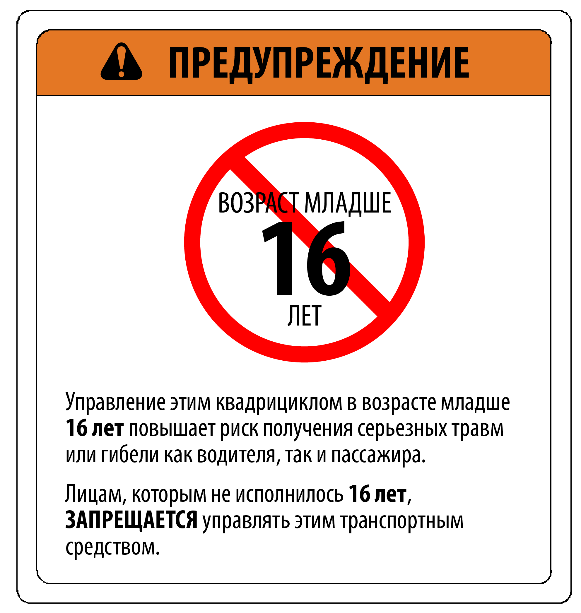 ПРЕДУПРЕЖДЕНИЕ
ВОЗРАСТ МЛАДШЕ
16
ЛЕТ
Управление этим квадрициклом в возрасте младше
16 лет повышает риск получения серьезных травм
или гибели как водителя, так и пассажира.
Лицам, которым не исполнилось 16 лет,
ЗАПРЕЩАЕТСЯ управлять этим транспортным
средством.